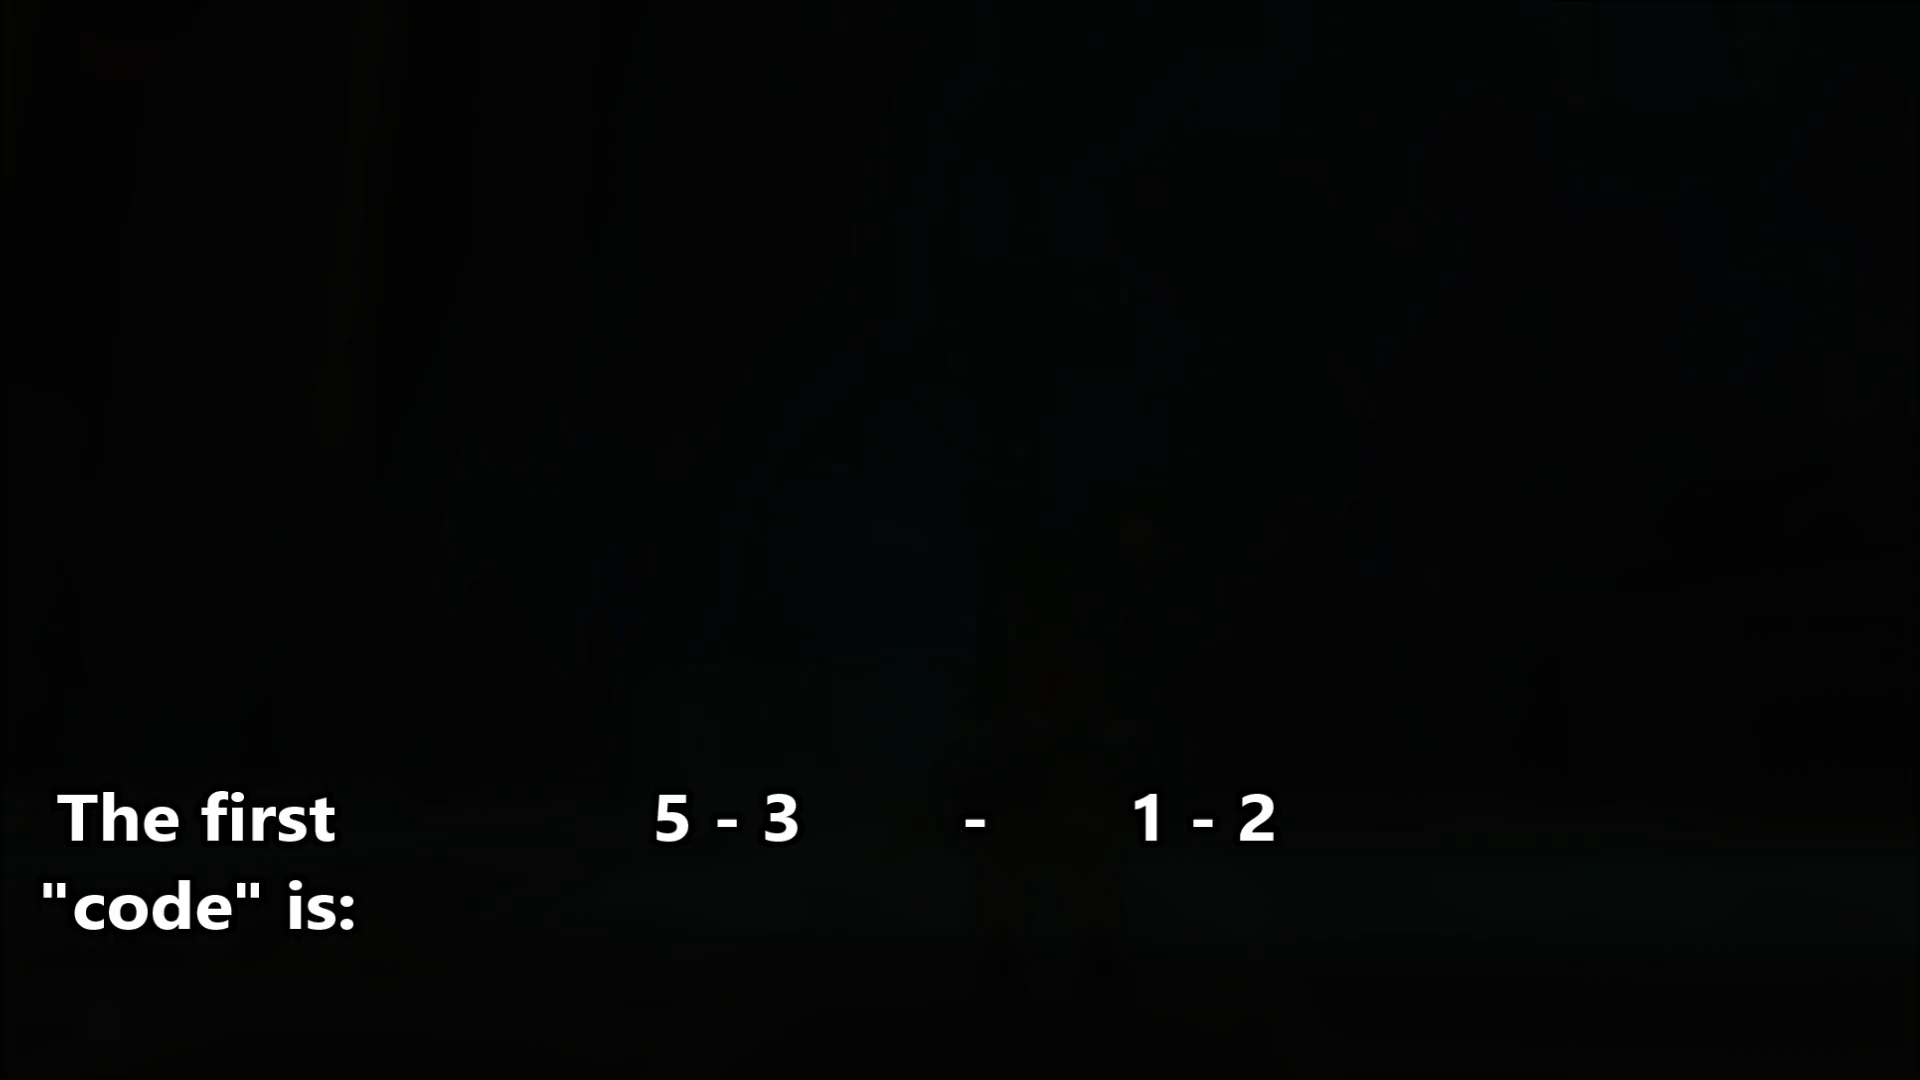 The first 5 - 3 - 1 - 2
"code" is: